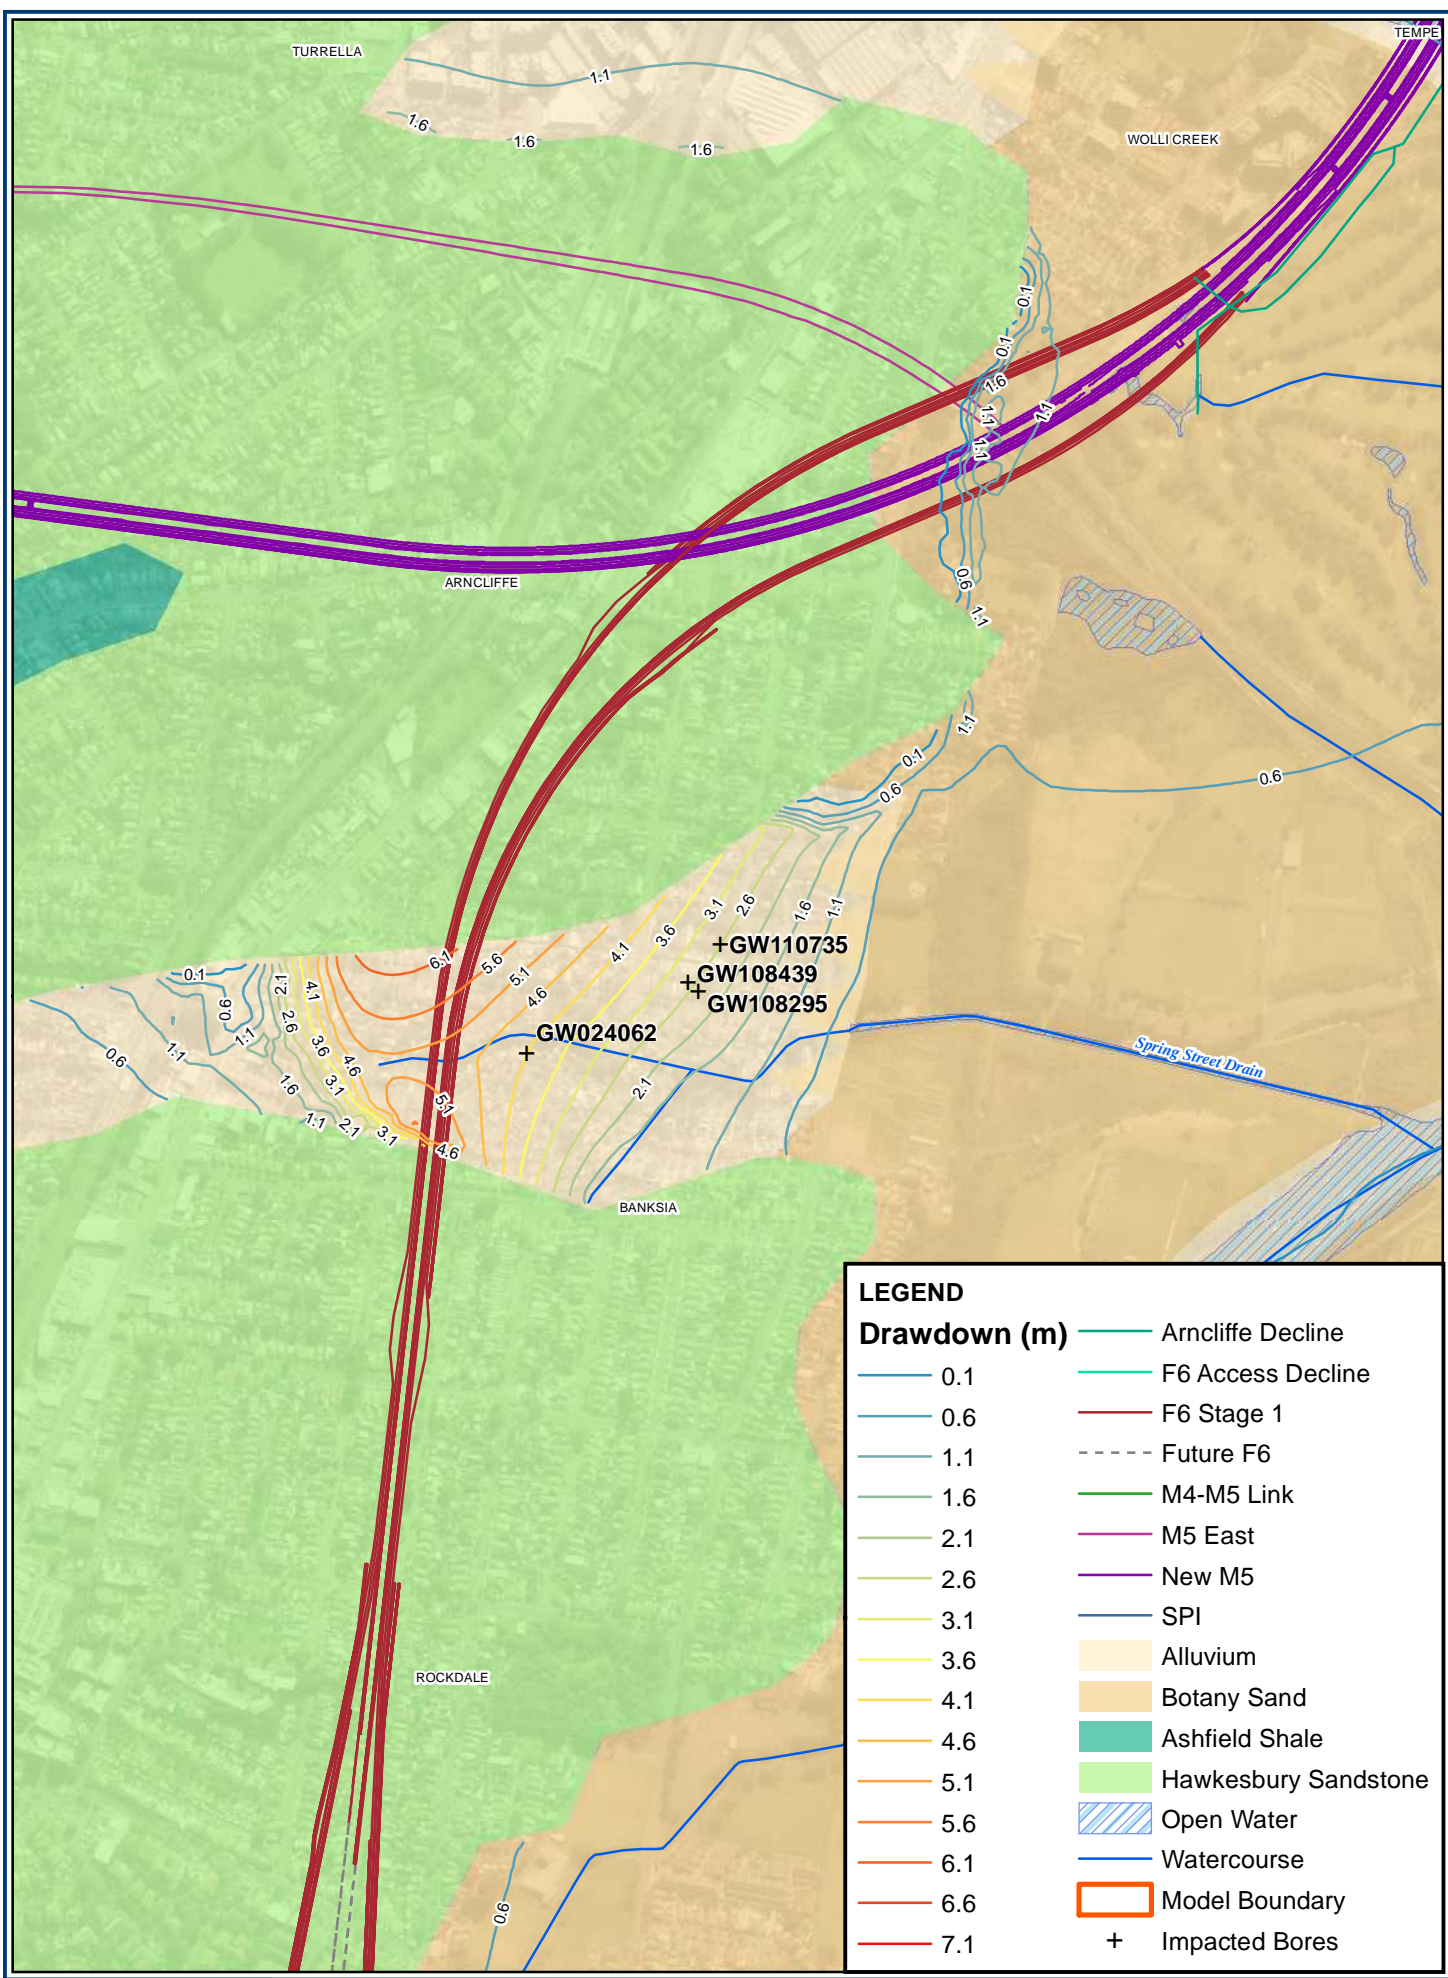 TURRELLA
TEMPE
1.1
1.6
1.6
1.6
WOLLI CREEK
0.1
0.1
1.6
1.1
1.1
1.1
ARNCLIFFE
0.6
1.1
1.1
0.1
0.6
0.6
3.1
2.6
1.6
1.1
4.1
3.6
GW110735
6.1
5.6
5.1
4.6
GW108439
GW108295
0.1
2.1
4.1
0.6
2.6
1.1
3.6
GW024062
0.6
1.1
4.6
3.1
1.6
2.1
5.1
Spring Street Drain
1.1
2.1
3.1
4.6
BANKSIA
ROCKDALE
0.6
LEGEND
Drawdown (m)
0.1
0.6
1.1
1.6
2.1
2.6
3.1
3.6
4.1
4.6
5.1
5.6
6.1
6.6
7.1
Arncliffe Decline
F6 Access Decline
F6 Stage 1
Future F6
M4-M5 Link
M5 East
New M5
SPI
Alluvium
Botany Sand
Ashfield Shale
Hawkesbury Sandstone
Open Water
Watercourse
Model Boundary
Impacted Bores